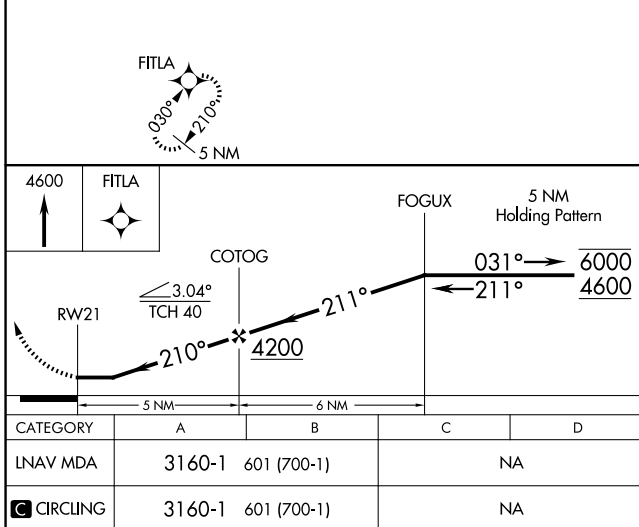 FITLA
030°
210°
5 NM
4600
FITLA
FOGUX
5 NM
Holding Pattern
COTOG
031°
6000
211°
4600
3.04°
TCH 40
RW21
211°
210°
4200
5 NM
6 NM
CATEGORY A B C D
LNAV MDA 3160-1 601 (700-1) NA
C CIRCLING 3160-1 601 (700-1) NA